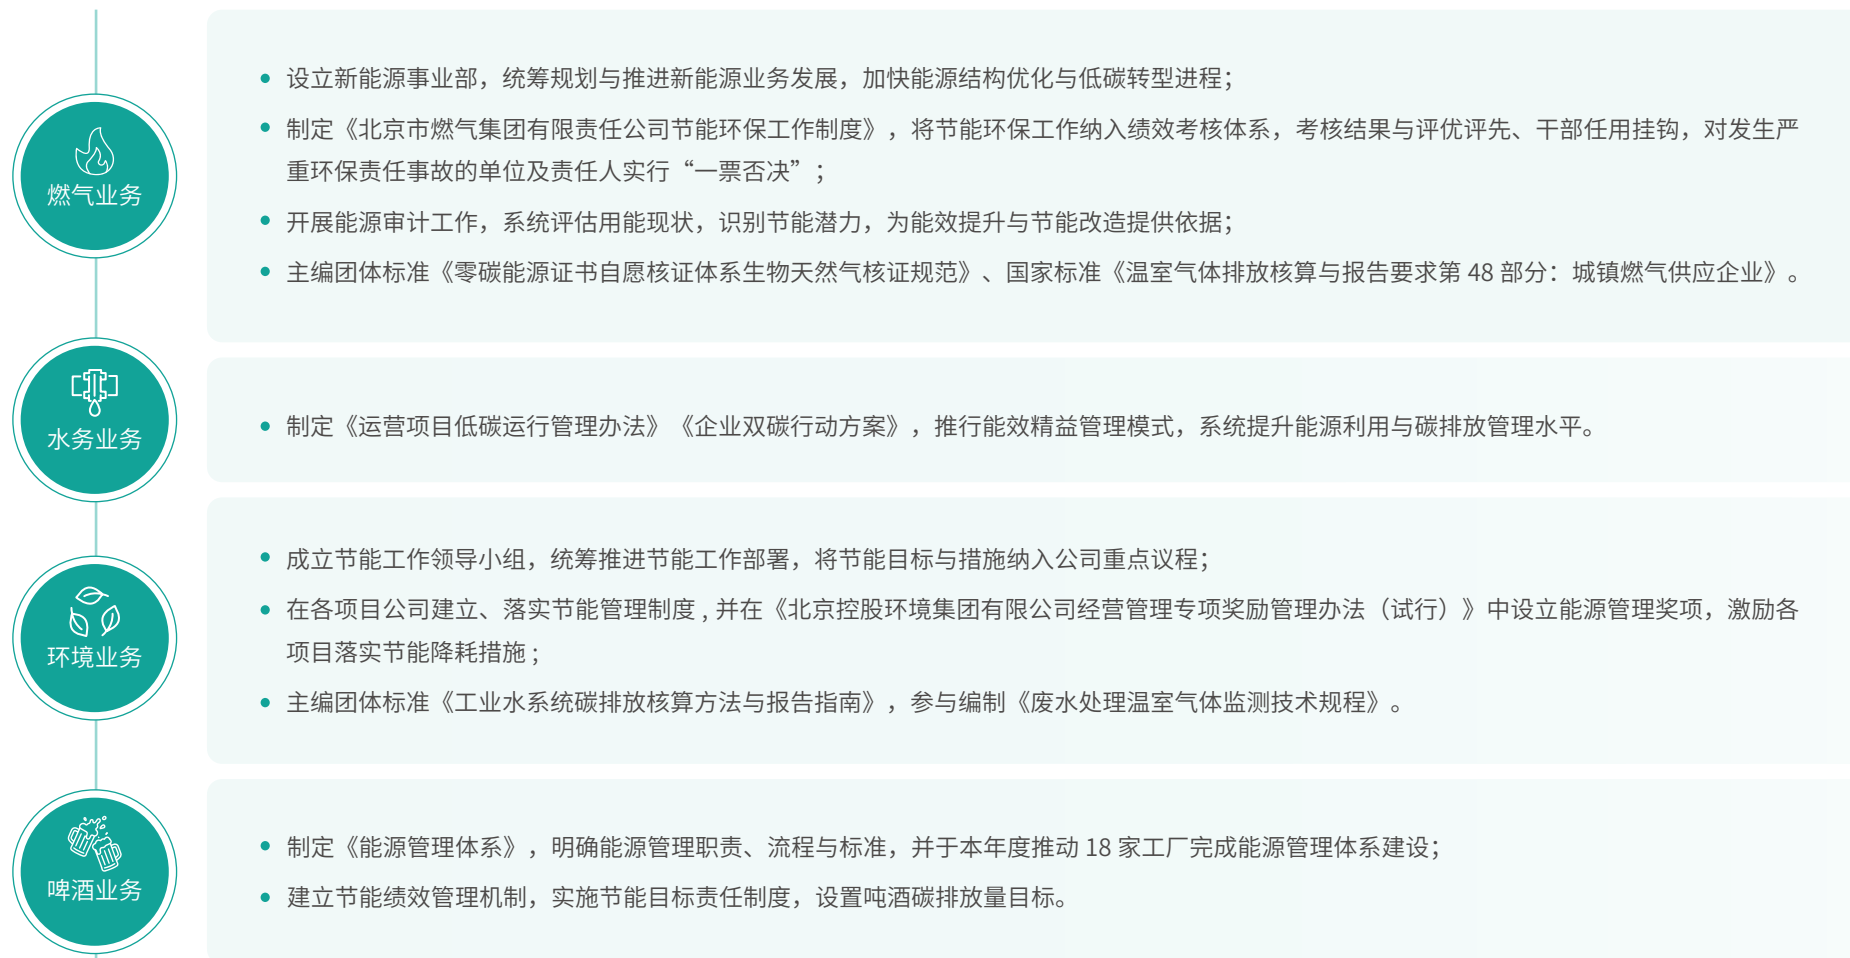 燃气业务
设立新能源事业部，统筹规划与推进新能源业务发展，加快能源结构优化与低碳转型进程；
制定《北京市燃气集团有限责任公司节能环保工作制度》，将节能环保工作纳入绩效考核体系，考核结果与评优评先、干部任用挂钩，对发生严
重环保责任事故的单位及责任人实行“一票否决”；
开展能源审计工作，系统评估用能现状，识别节能潜力，为能效提升与节能改造提供依据；
主编团体标准《零碳能源证书自愿核证体系生物天然气核证规范》、国家标准《温室气体排放核算与报告要求第 48 部分：城镇燃气供应企业》。
水务业务
制定《运营项目低碳运行管理办法》《企业双碳行动方案》，推行能效精益管理模式，系统提升能源利用与碳排放管理水平。
环境业务
成立节能工作领导小组，统筹推进节能工作部署，将节能目标与措施纳入公司重点议程；
在各项目公司建立、落实节能管理制度 , 并在《北京控股环境集团有限公司经营管理专项奖励管理办法（试行）》中设立能源管理奖项，激励各
项目落实节能降耗措施 ;
主编团体标准《工业水系统碳排放核算方法与报告指南》，参与编制《废水处理温室气体监测技术规程》。
啤酒业务
制定《能源管理体系》，明确能源管理职责、流程与标准，并于本年度推动 18 家工厂完成能源管理体系建设；
建立节能绩效管理机制，实施节能目标责任制度，设置吨酒碳排放量目标。